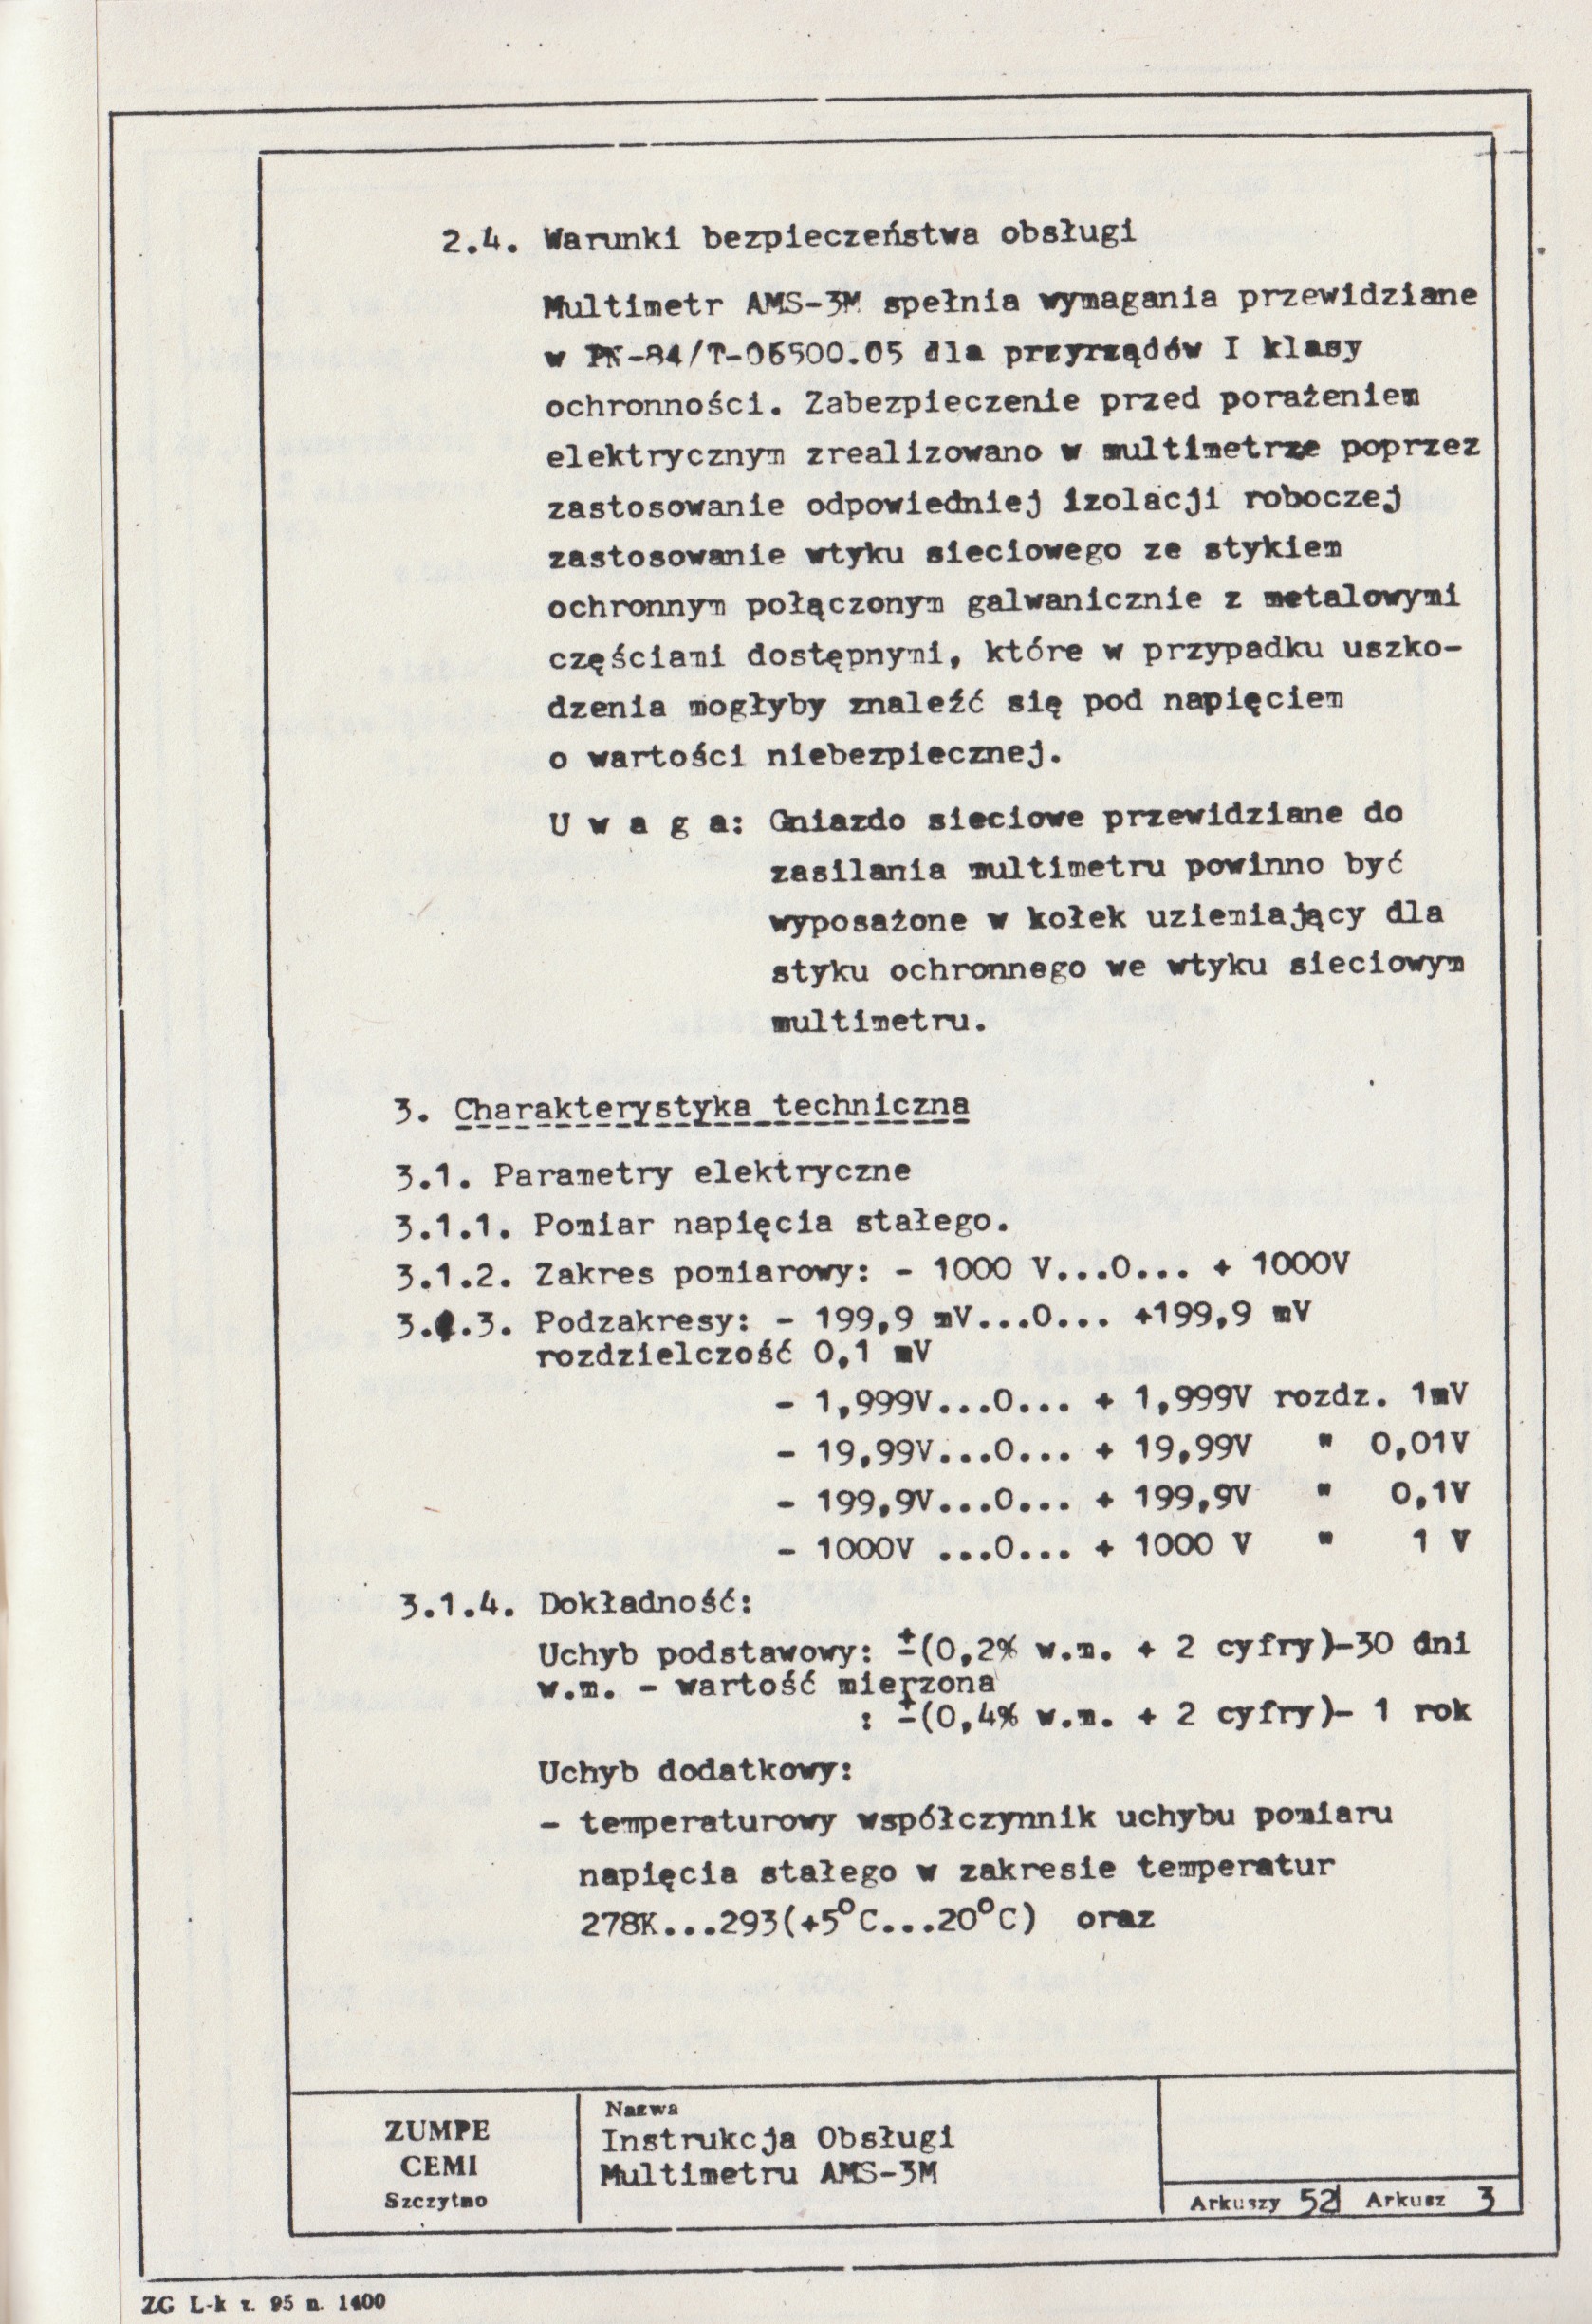 2.4. Warunki bezpieczeństwa obsługi
Multimetr AMS-3M spełnia wymagania przewidziane
w PN-84/T-06500.05 dla przyrządów I klasy
ochronności. Zabezpieczenie przed porażeniem
elektrycznym zrealizowano w multimetrze poprzez
zastosowanie odpowiedniej izolacji roboczej
zastosowanie wtyku sieciowego ze stykiem
ochronnym połączonym galwanicznie z metalowymi
częściami dostępnymi, które w przypadku uszko-
dzenia mogłyby znaleźć się pod napięciem
o wartości niebezpiecznej.
U w a g a: Gniazdo sieciowe przewidziane do
zasilania multimetru powinno być
wyposażone w kołek uziemiający dla
styku ochronnego we wtyku sieciowym
multimetru.
3. Charakterystyka techniczna
3.1. Parametry elektryczne
3.1.1. Pomiar napięcia stałego.
3.1.2. Zakres pomiarowy: - 1000 V...0... + 1000V
3.1.3. Podzakresy: - 199,9 mV...0... +199,9 mV
rozdzielczość 0,1 mV
- 1,999V...0... + 1,999V rozdz. 1mV
- 19,99V...0... + 19,99V " 0,01V
- 199,9V...0... + 199,9V " 0,1V
- 1000V ...0... + 1000 V " 1 V
3.1.4. Dokładność:
Uchyb podstawowy: ±(0,2% w.m. + 2 cyfry)-30 dni
w.m. - wartość mierzona
: ±(0,4% w.m. + 2 cyfry)- 1 rok
Uchyb dodatkowy:
- temperaturowy współczynnik uchybu pomiaru
napięcia stałego w zakresie temperatur
278K...293(+5°C...20°C) oraz
ZUMPE
CEMI
Szczytno
Nazwa
Instrukcja Obsługi
Multimetru AMS-3M
Arkuszy 52 Arkusz 3
ZG L-k z. 95 n. 1400